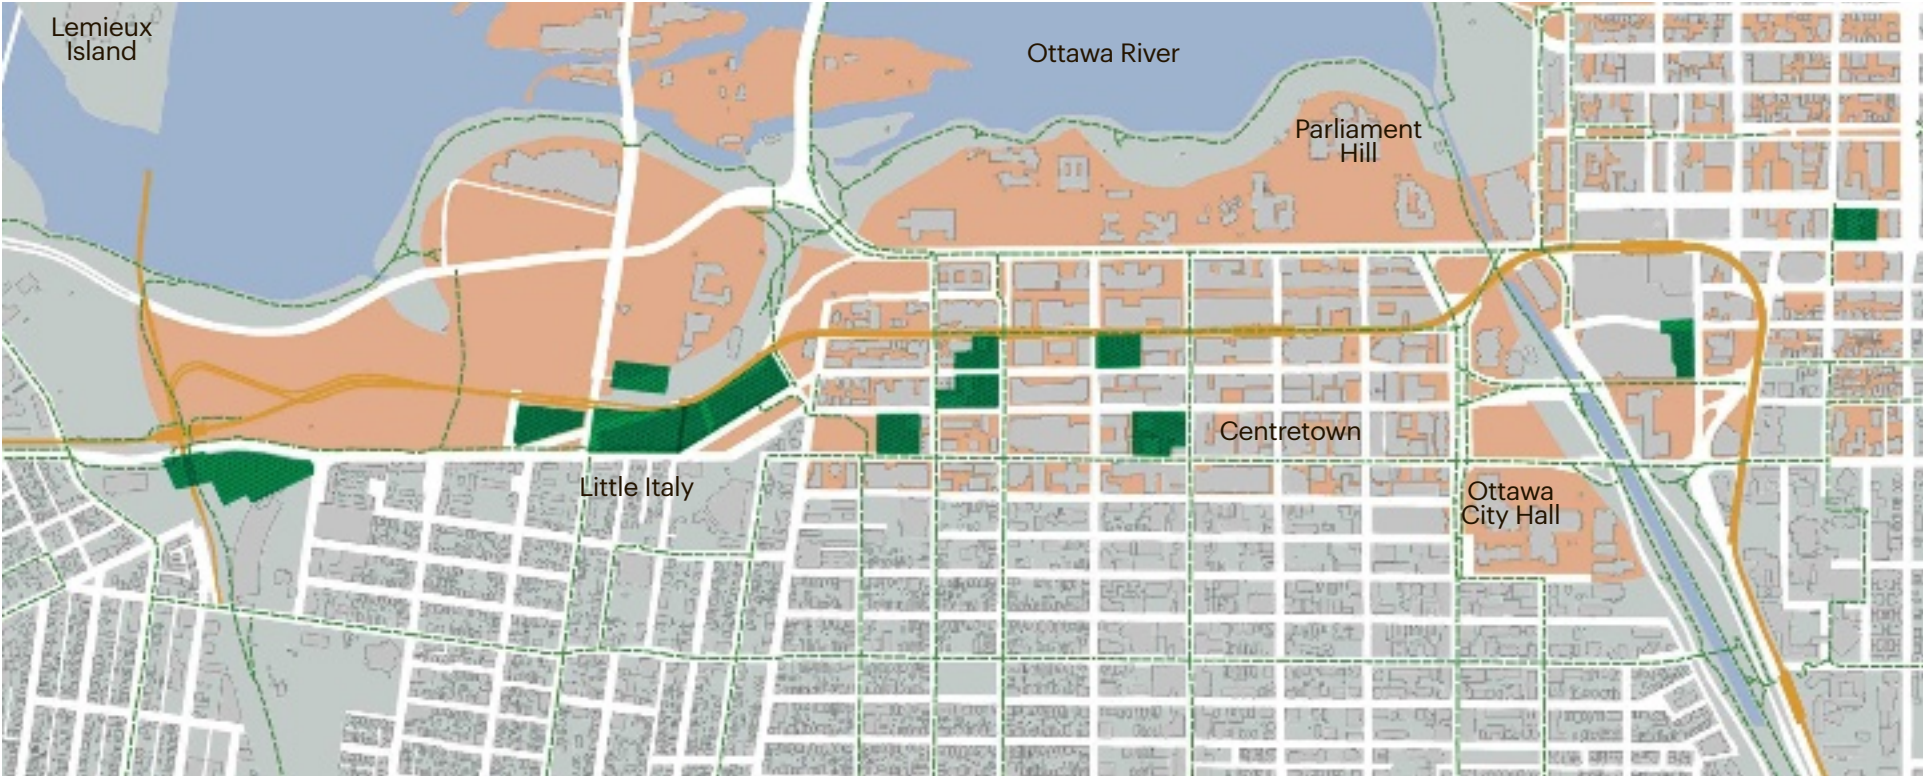 Lemieux
Island
Ottawa River
Parliament
Hill
Centretown
Little Italy
Ottawa
City Hall